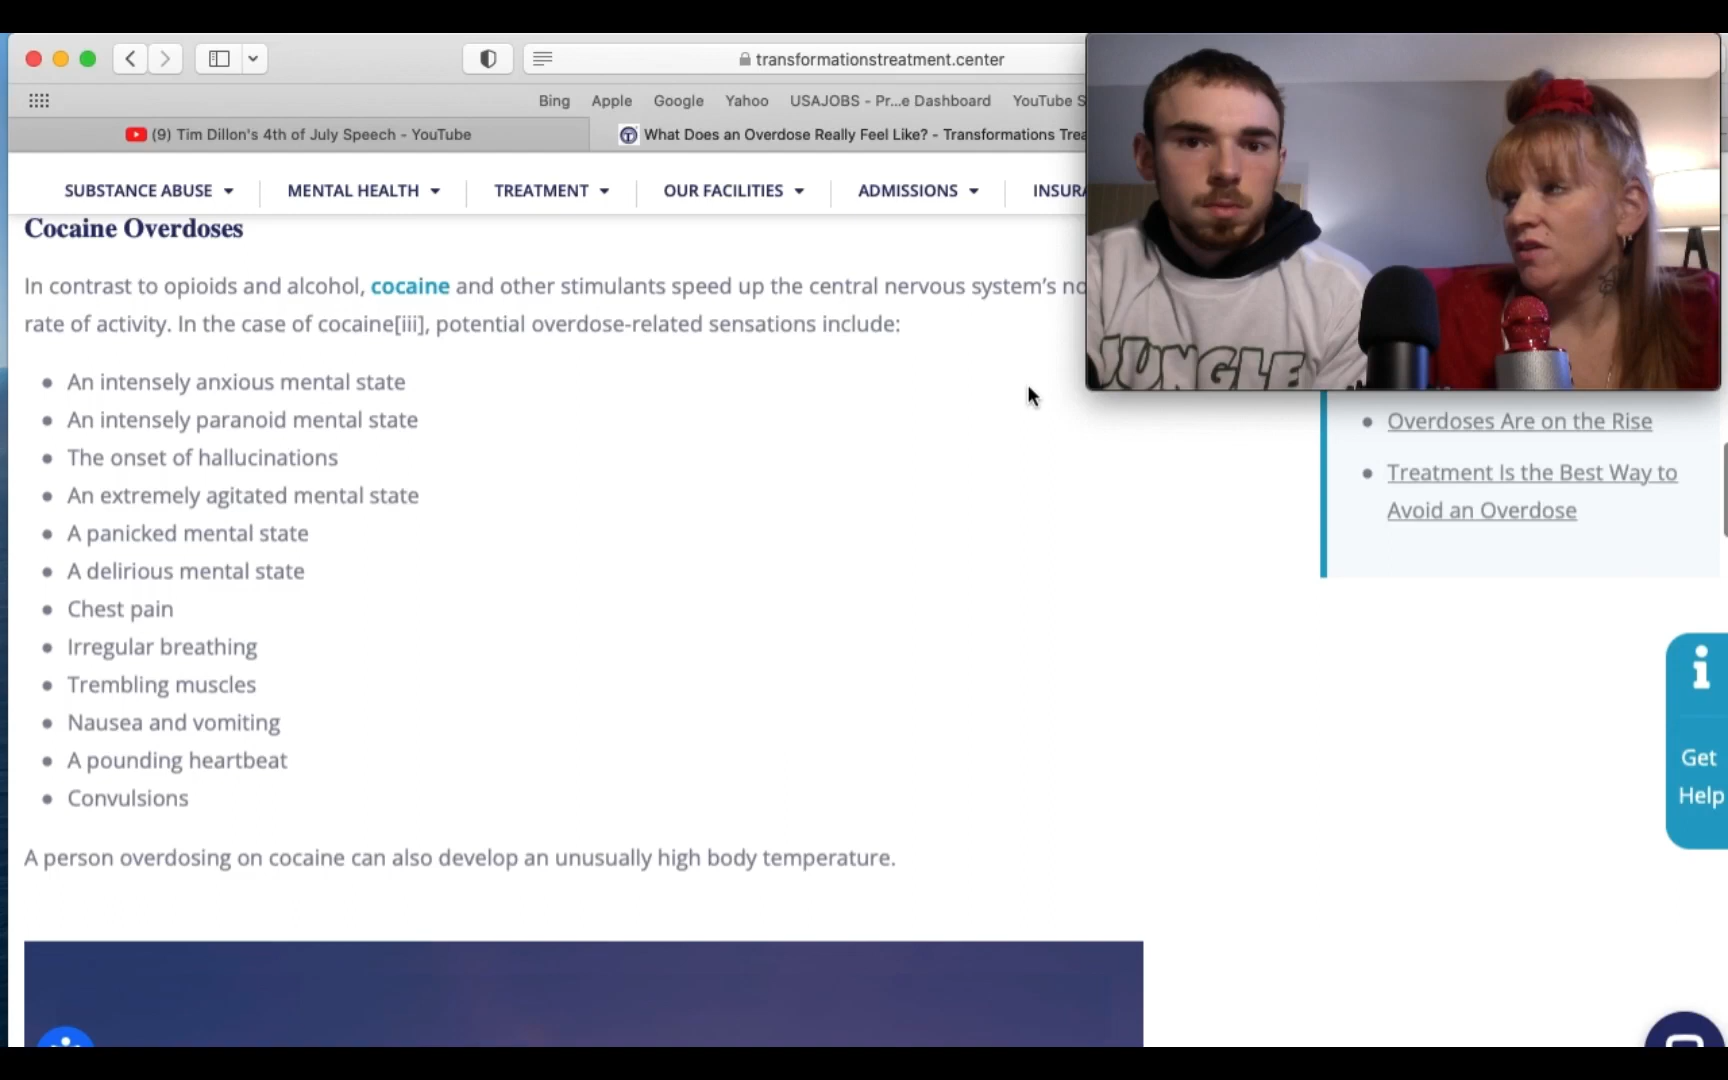 transformationstreatment.center
Bing Apple Google Yahoo USAJOBS - Pr...e Dashboard YouTube S
(9) Tim Dillon's 4th of July Speech - YouTube
What Does an Overdose Really Feel Like? - Transformations Trea
SUBSTANCE ABUSE MENTAL HEALTH TREATMENT OUR FACILITIES ADMISSIONS INSURA
Cocaine Overdoses
In contrast to opioids and alcohol, cocaine and other stimulants speed up the central nervous system's no
rate of activity. In the case of cocaine[iii], potential overdose-related sensations include:
An intensely anxious mental state
An intensely paranoid mental state
The onset of hallucinations
An extremely agitated mental state
A panicked mental state
A delirious mental state
Chest pain
Irregular breathing
Trembling muscles
Nausea and vomiting
A pounding heartbeat
Convulsions
A person overdosing on cocaine can also develop an unusually high body temperature.
JUNGLE
Overdoses Are on the Rise
Treatment Is the Best Way to
Avoid an Overdose
Get
Help